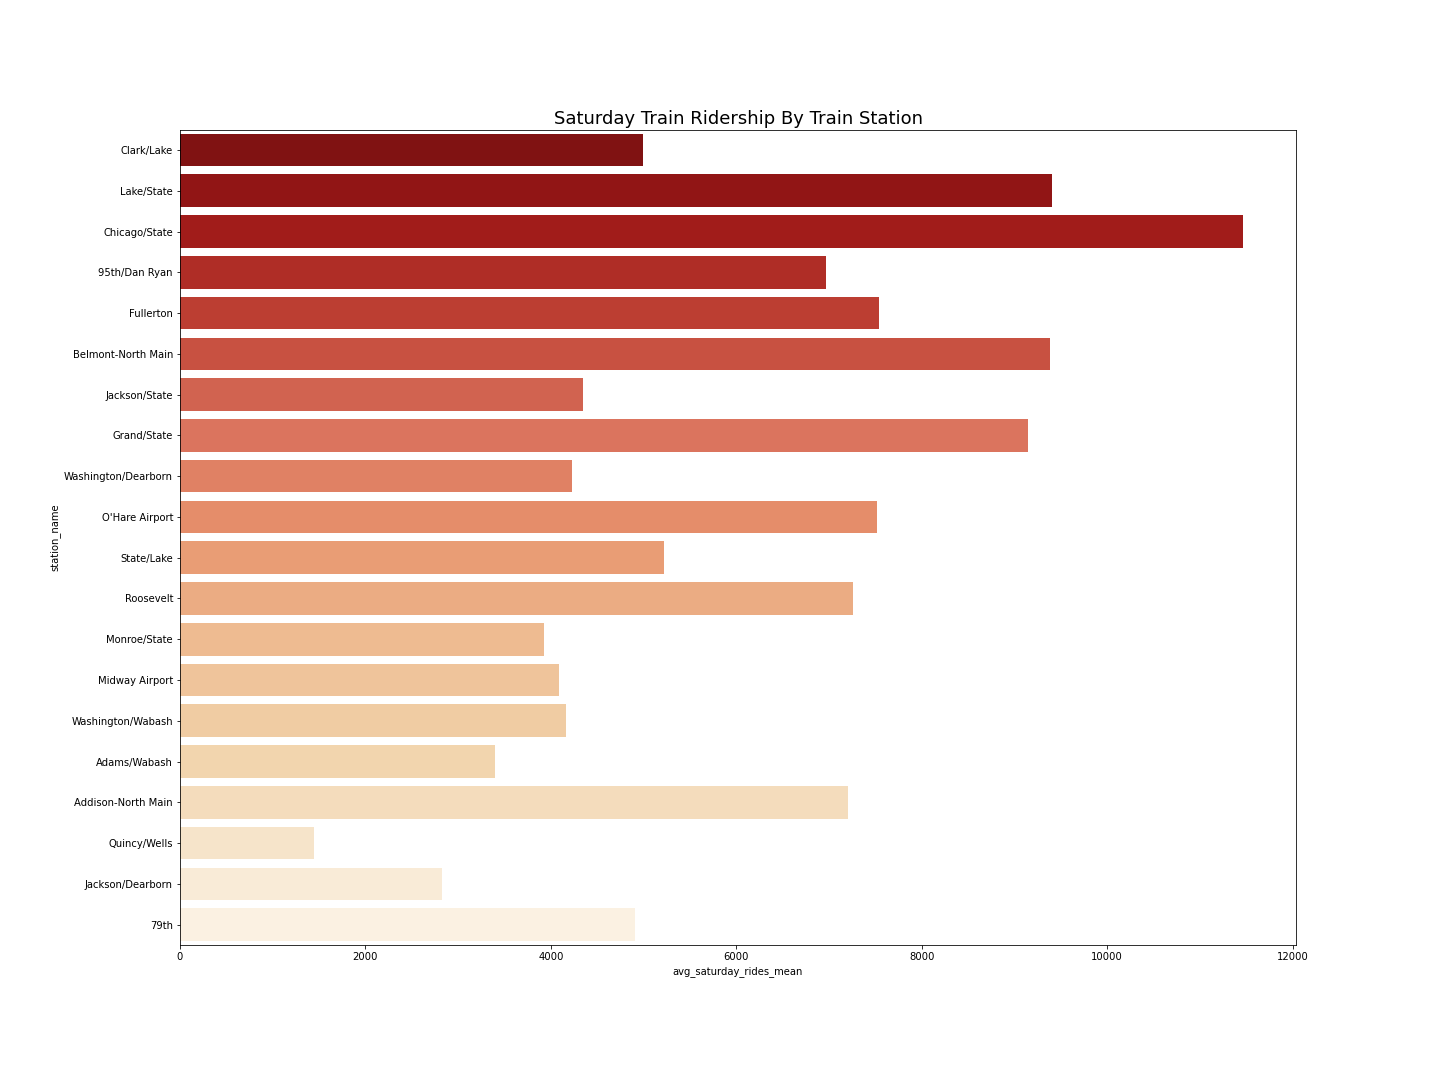 Saturday Train Ridership By Train Station
Clark/Lake
Lake/State
Chicago/State
95th/Dan Ryan
Fullerton
Belmont-North Main
Jackson/State
Grand/State
Washington/Dearborn
O'Hare Airport
State/Lake
Roosevelt
Monroe/State
Midway Airport
Washington/Wabash
Adams/Wabash
Addison-North Main
Quincy/Wells
Jackson/Dearborn
79th
station_name
0 2000 4000 6000 8000 10000 12000
avg_saturday_rides_mean